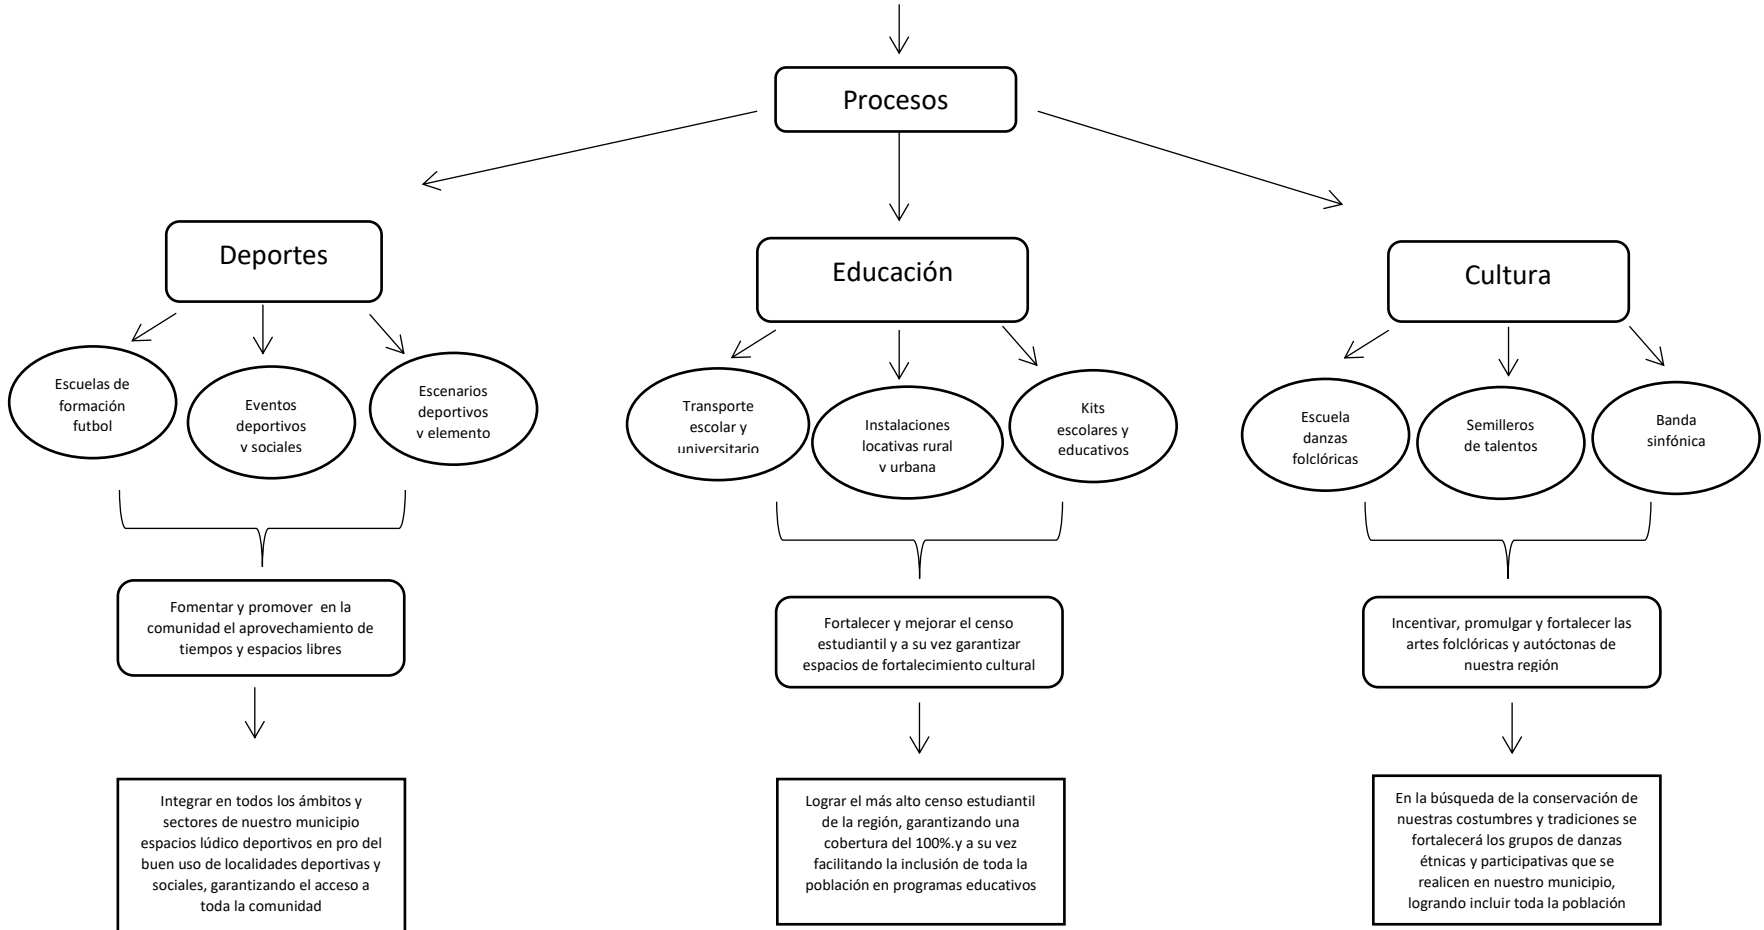 Procesos
Deportes
Educación
Cultura
Escuelas de
formación
futbol
Eventos
deportivos
y sociales
Escenarios
deportivos
y elemento
Transporte
escolar y
universitario
Instalaciones
locativas rural
y urbana
Kits
escolares y
educativos
Escuela
danzas
folclóricas
Semilleros
de talentos
Banda
sinfónica
Fomentar y promover  en la
comunidad el aprovechamiento de
tiempos y espacios libres
Fortalecer y mejorar el censo
estudiantil y a su vez garantizar
espacios de fortalecimiento cultural
Incentivar, promulgar y fortalecer las
artes folclóricas y autóctonas de
nuestra región
Integrar en todos los ámbitos y
sectores de nuestro municipio
espacios lúdico deportivos en pro del
buen uso de localidades deportivas y
sociales, garantizando el acceso a
toda la comunidad
Lograr el más alto censo estudiantil
de la región, garantizando una
cobertura del 100%.y a su vez
facilitando la inclusión de toda la
población en programas educativos
En la búsqueda de la conservación de
nuestras costumbres y tradiciones se
fortalecerá los grupos de danzas
étnicas y participativas que se
realicen en nuestro municipio,
logrando incluir toda la población